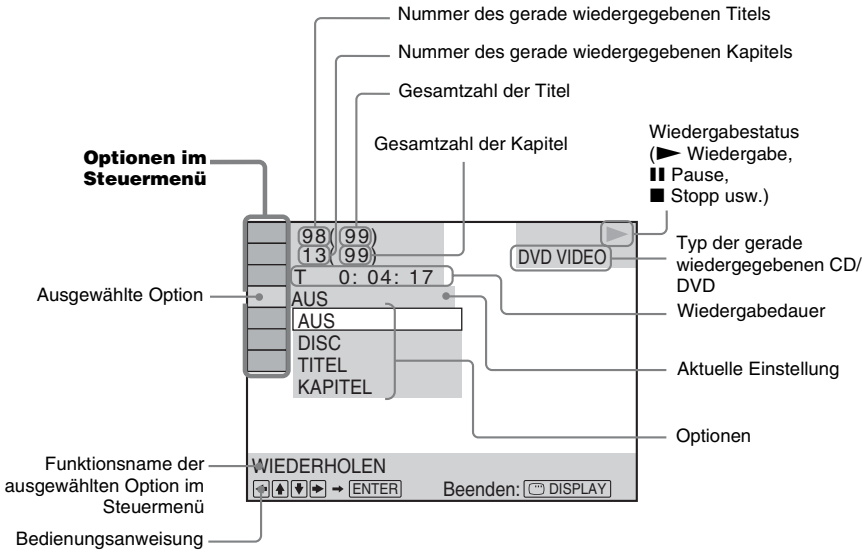 Nummer des gerade wiedergegebenen Titels
Nummer des gerade wiedergegebenen Kapitels
Gesamtzahl der Titel
Gesamtzahl der Kapitel
Wiedergabestatus
(► Wiedergabe,
▮▮ Pause,
■ Stopp usw.)
Optionen im
Steuermenü
98( 99)
13( 99)
DVD VIDEO
Typ der gerade
wiedergegebenen CD/
DVD
T 0: 04: 17
Wiedergabedauer
Ausgewählte Option
AUS
AUS
DISC
TITEL
KAPITEL
Aktuelle Einstellung
Optionen
Funktionsname der
ausgewählten Option im
Steuermenü
WIEDERHOLEN
← ↑ ↓ → → ENTER Beenden: DISPLAY
Bedienungsanweisung